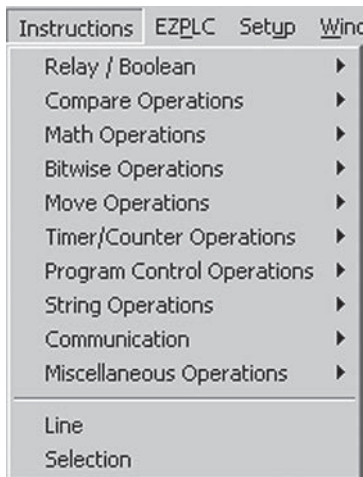 Instructions EZPLC Setup
Relay / Boolean
Compare Operations
Math Operations
Bitwise Operations
Move Operations
Timer/Counter Operations
Program Control Operations
String Operations
Communication
Miscellaneous Operations
Line
Selection